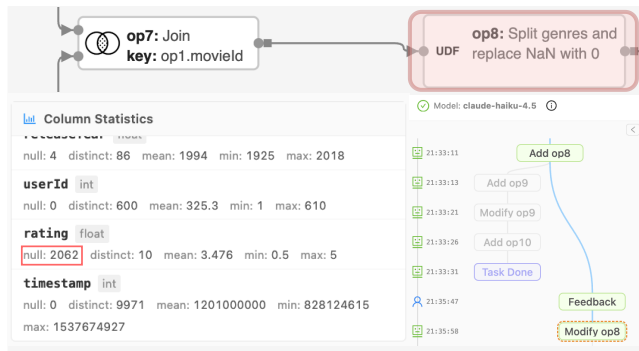 op7: Join
key: op1.movieId
UDF
op8: Split genres and
replace NaN with 0
Column Statistics
null: 4 distinct: 86 mean: 1994 min: 1925 max: 2018
userId int
null: 0 distinct: 600 mean: 325.3 min: 1 max: 610
rating float
null: 2062 distinct: 10 mean: 3.476 min: 0.5 max: 5
timestamp int
null: 0 distinct: 9971 mean: 1201000000 min: 828124615
max: 1537674927
Model: claude-haiku-4.5
21:33:11 Add op8
21:33:13 Add op9
21:33:21 Modify op9
21:33:26 Add op10
21:33:31 Task Done
21:35:47 Feedback
21:35:58 Modify op8